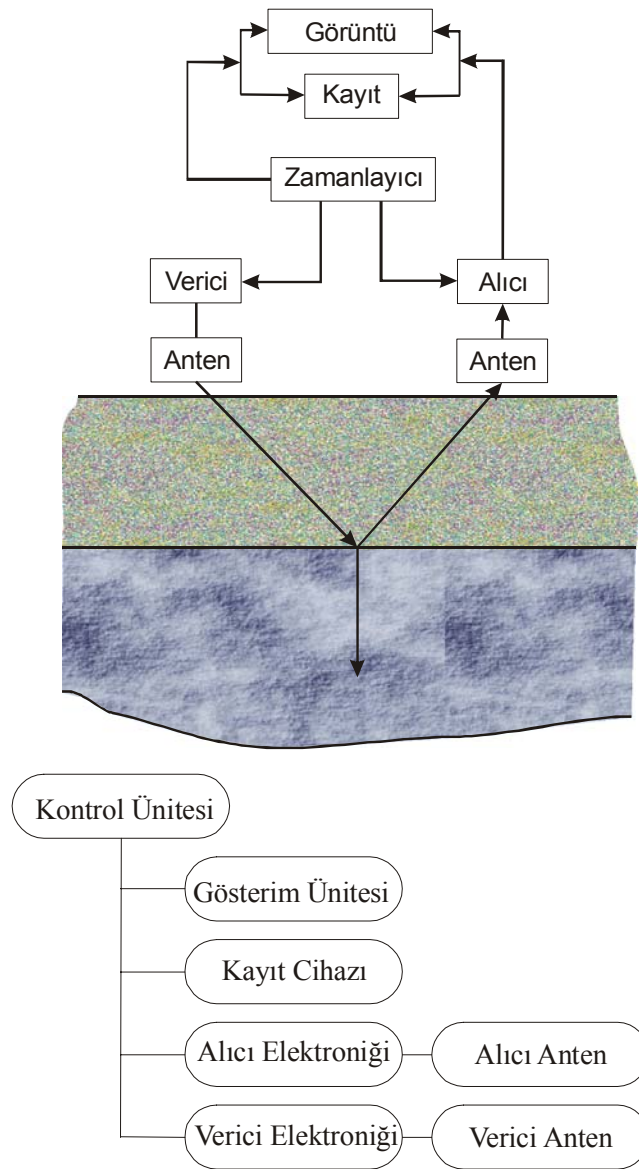 Görüntü
Kayıt
Zamanlayıcı
Verici
Alıcı
Anten
Anten
Kontrol Ünitesi
Gösterim Ünitesi
Kayıt Cihazı
Alıcı Elektroniği
Alıcı Anten
Verici Elektroniği
Verici Anten